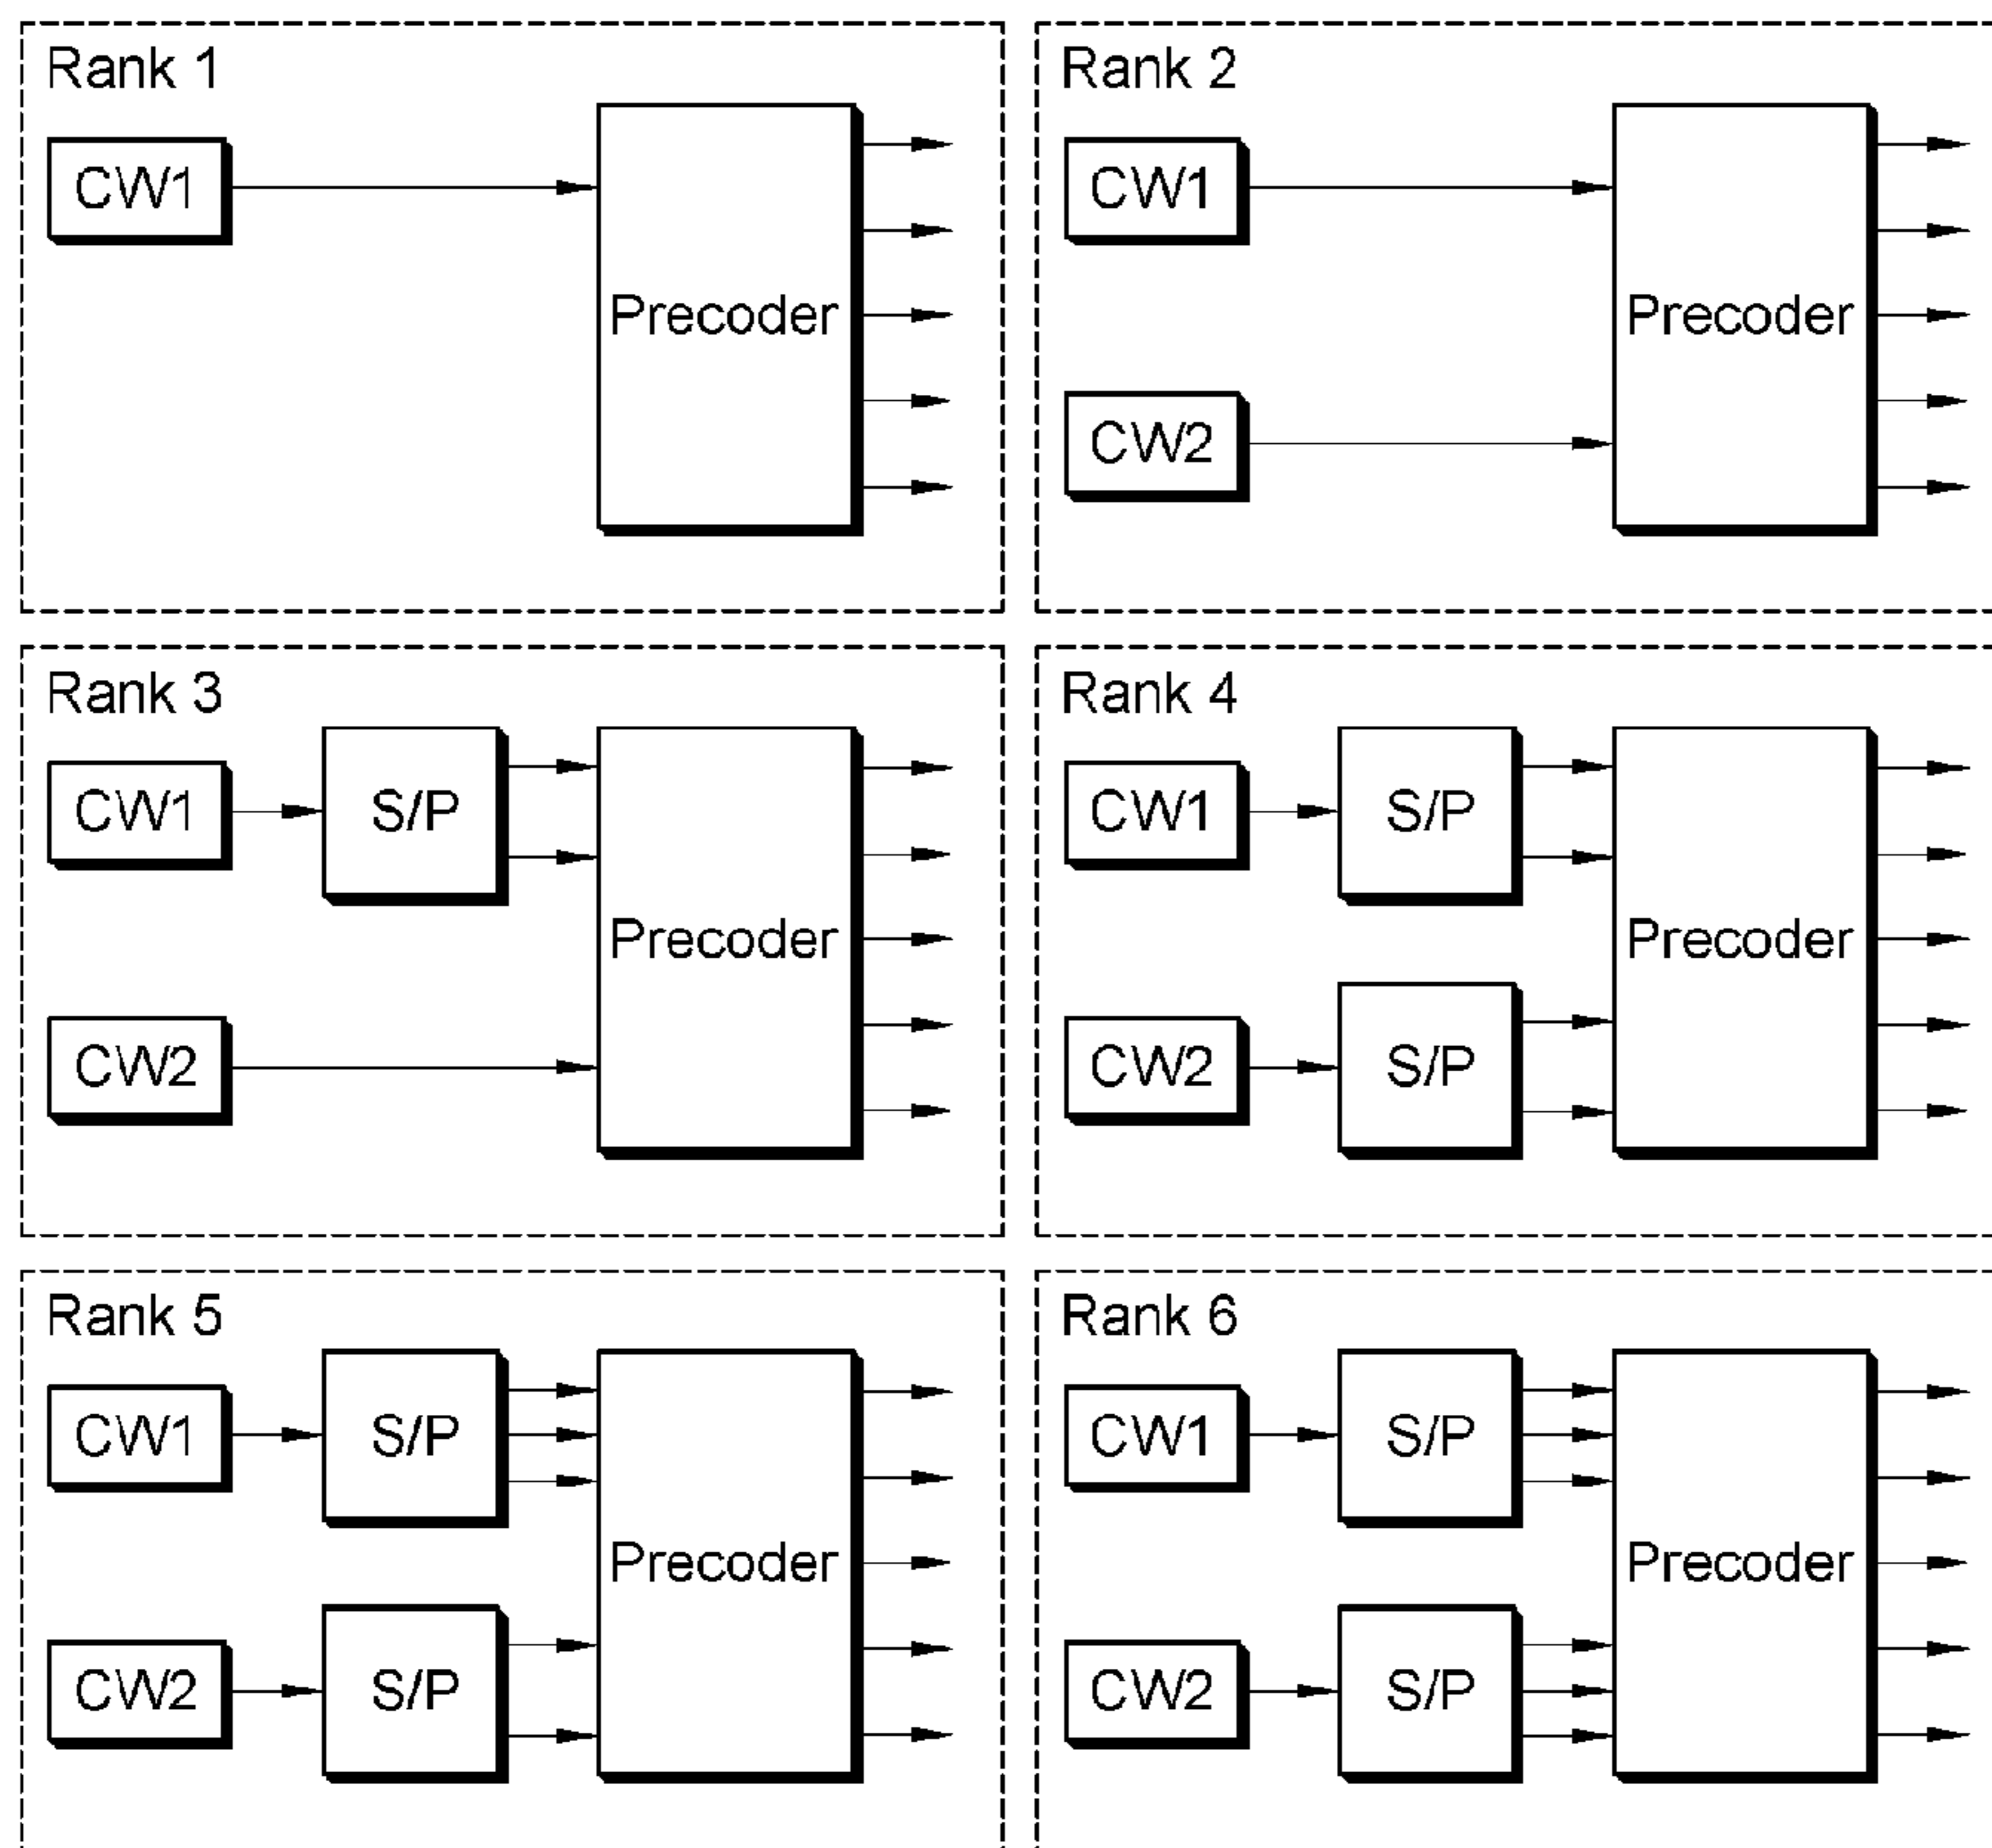 Rank 1
CW1
Precoder
Rank 2
CW1
Precoder
CW2
Rank 3
CW1
S/P
Precoder
CW2
Rank 4
CW1
S/P
Precoder
CW2
S/P
Rank 5
CW1
S/P
Precoder
CW2
S/P
Rank 6
CW1
S/P
Precoder
CW2
S/P